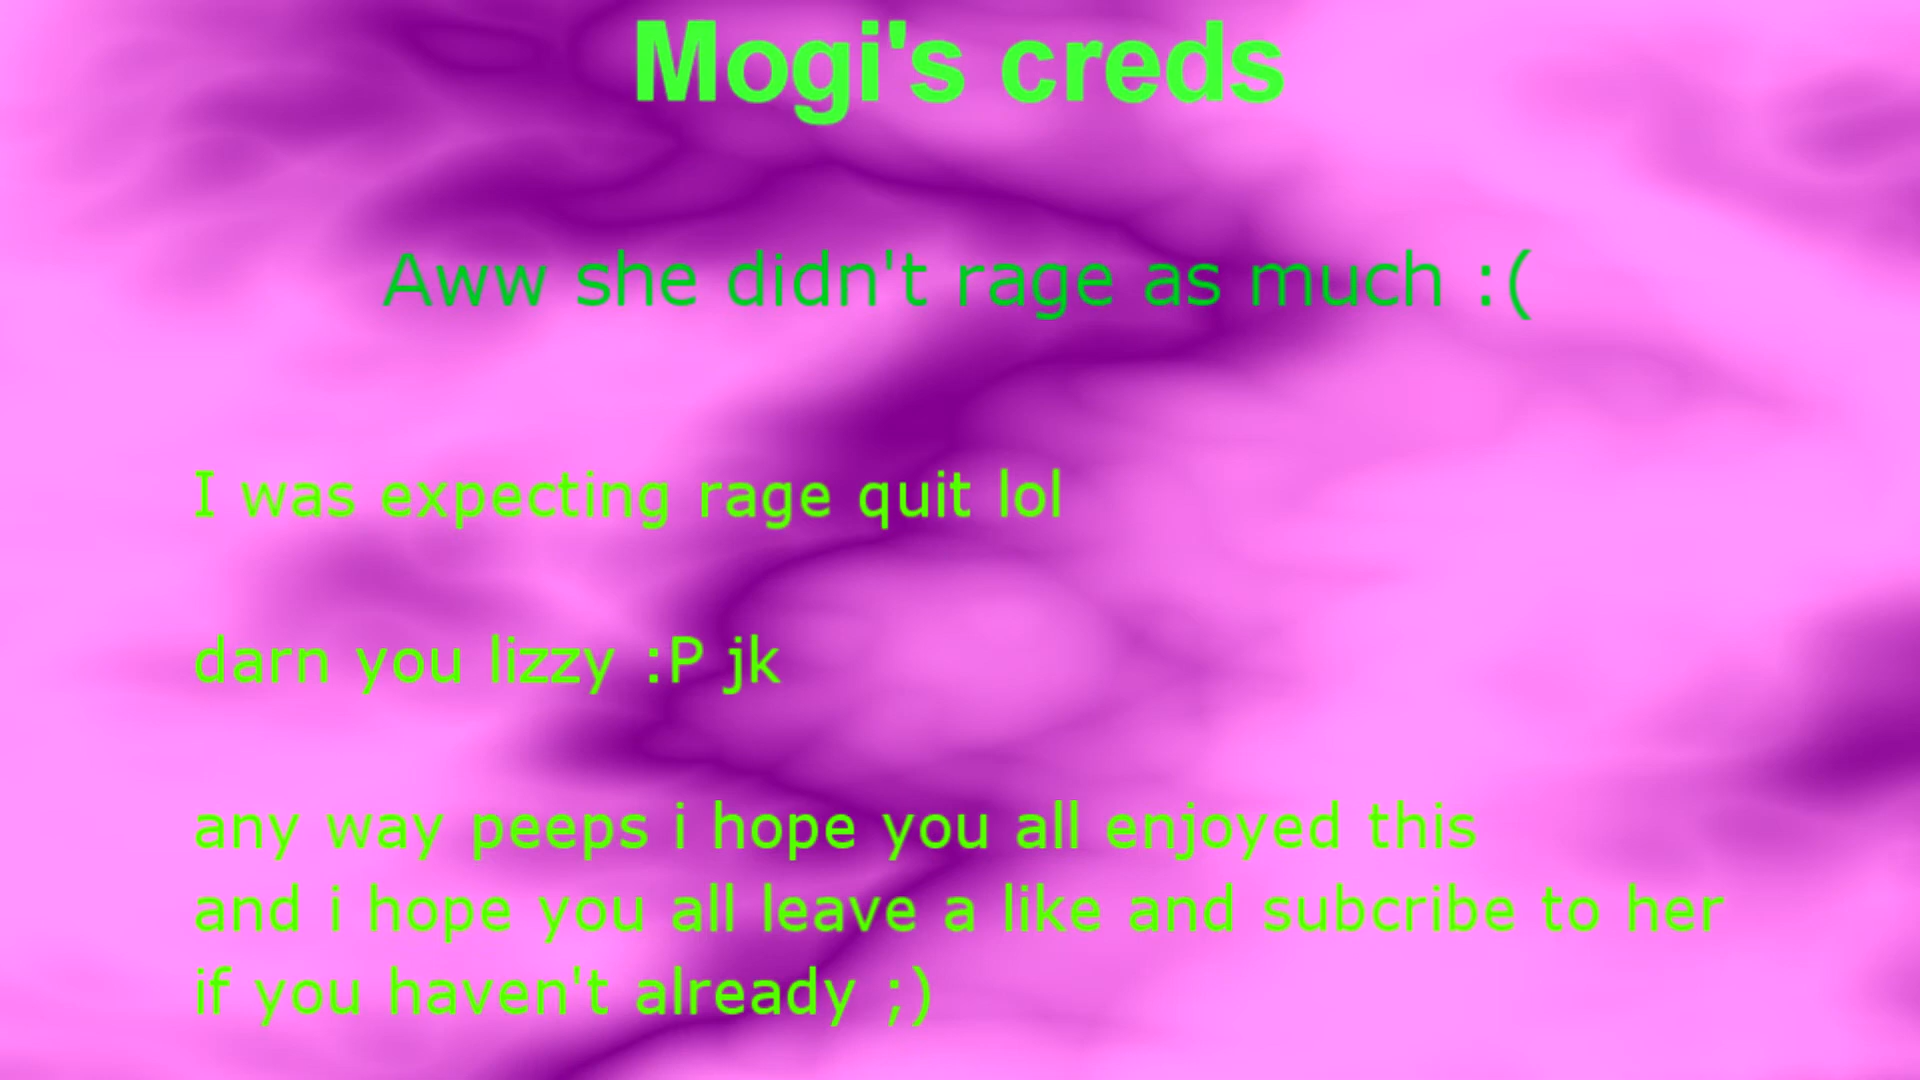 Mogi's creds
Aww she didn't rage as much :(
I was expecting rage quit lol
darn you lizzy :P jk
any way peeps i hope you all enjoyed this
and i hope you all leave a like and subcribe to her
if you haven't already ;)